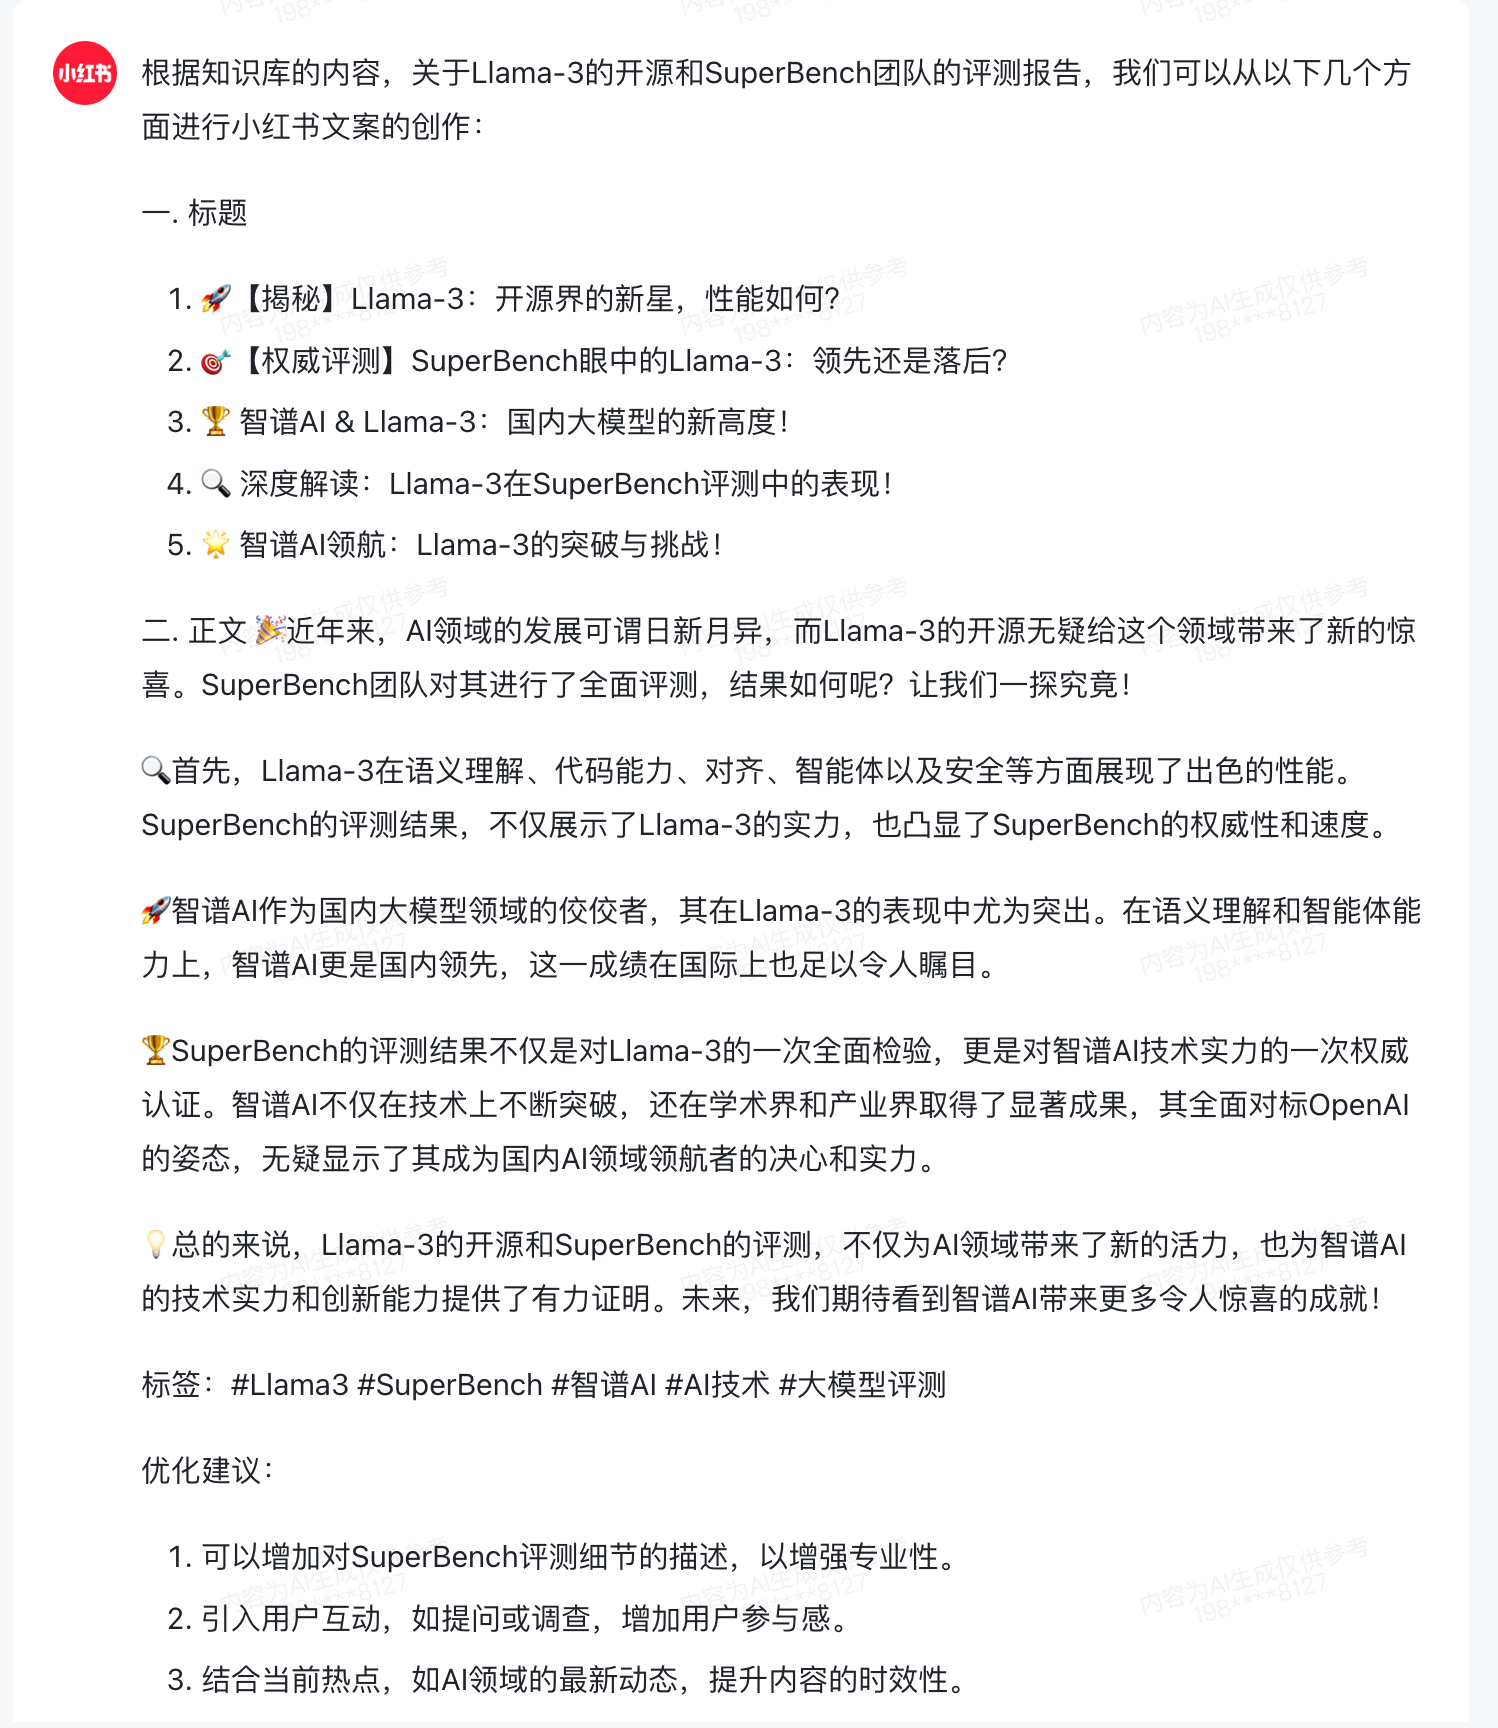 内容为AI生成仅供参考
198****8127
小红书
根据知识库的内容，关于Llama-3的开源和SuperBench团队的评测报告，我们可以从以下几个方
面进行小红书文案的创作：
一. 标题
1. 🚀【揭秘】Llama-3：开源界的新星，性能如何？
2. 🎯【权威评测】SuperBench眼中的Llama-3：领先还是落后？
3. 🏆 智谱AI & Llama-3：国内大模型的新高度！
4. 🔍 深度解读：Llama-3在SuperBench评测中的表现！
5. 🌟 智谱AI领航：Llama-3的突破与挑战！
二. 正文 🎉近年来，AI领域的发展可谓日新月异，而Llama-3的开源无疑给这个领域带来了新的惊
喜。SuperBench团队对其进行了全面评测，结果如何呢？让我们一探究竟！
🔍首先，Llama-3在语义理解、代码能力、对齐、智能体以及安全等方面展现了出色的性能。
SuperBench的评测结果，不仅展示了Llama-3的实力，也凸显了SuperBench的权威性和速度。
🚀智谱AI作为国内大模型领域的佼佼者，其在Llama-3的表现中尤为突出。在语义理解和智能体能
力上，智谱AI更是国内领先，这一成绩在国际上也足以令人瞩目。
🏆SuperBench的评测结果不仅是对Llama-3的一次全面检验，更是对智谱AI技术实力的一次权威
认证。智谱AI不仅在技术上不断突破，还在学术界和产业界取得了显著成果，其全面对标OpenAI
的姿态，无疑显示了其成为国内AI领域领航者的决心和实力。
💡总的来说，Llama-3的开源和SuperBench的评测，不仅为AI领域带来了新的活力，也为智谱AI
的技术实力和创新能力提供了有力证明。未来，我们期待看到智谱AI带来更多令人惊喜的成就！
标签：#Llama3 #SuperBench #智谱AI #AI技术 #大模型评测
优化建议：
1. 可以增加对SuperBench评测细节的描述，以增强专业性。
2. 引入用户互动，如提问或调查，增加用户参与感。
3. 结合当前热点，如AI领域的最新动态，提升内容的时效性。